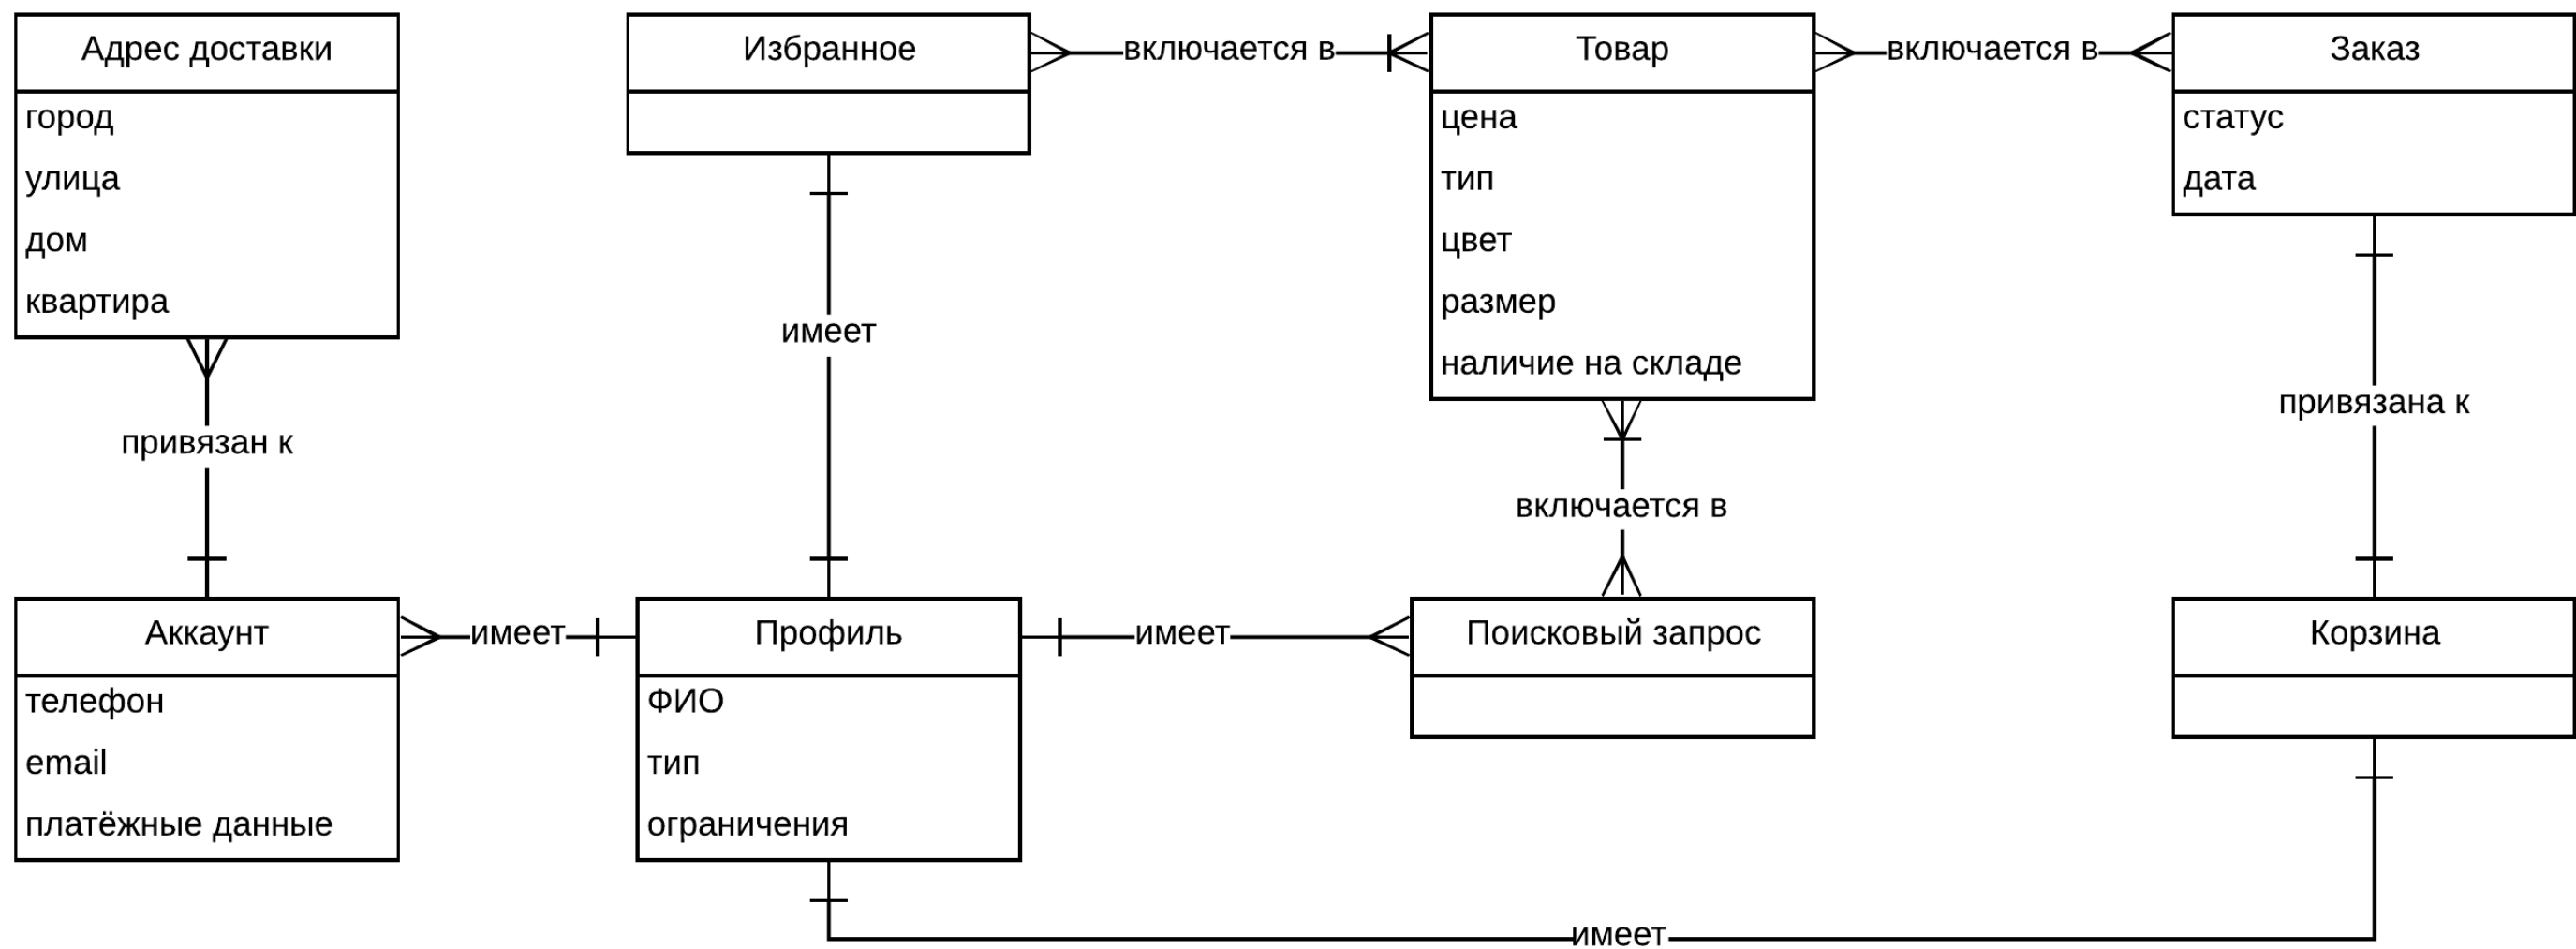 Адрес доставки
город
улица
дом
квартира
Избранное
включается в
Товар
цена
тип
цвет
размер
наличие на складе
включается в
Заказ
статус
дата
привязан к
имеет
включается в
привязана к
Аккаунт
телефон
email
платёжные данные
имеет
Профиль
ФИО
тип
ограничения
имеет
Поисковый запрос
Корзина
имеет